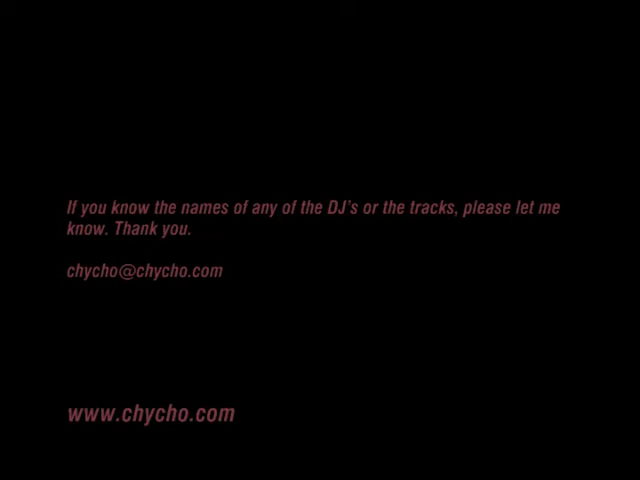 If you know the names of any of the DJ's or the tracks, please let me
know. Thank you.
chycho@chycho.com
www.chycho.com